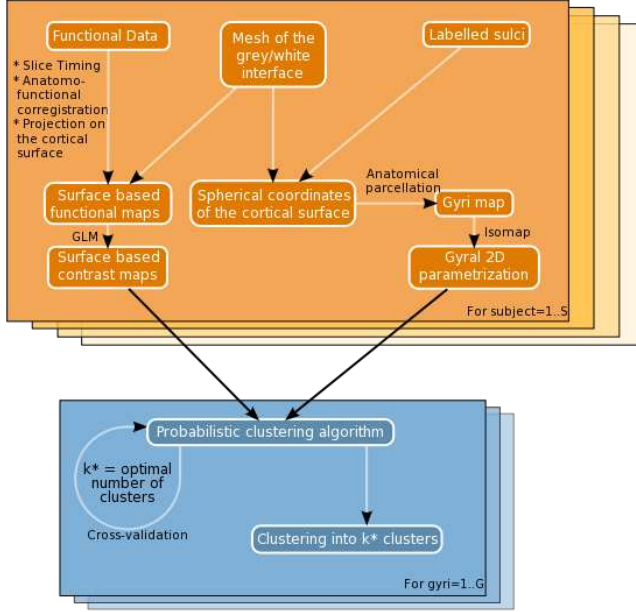 Functional Data
Mesh of the
grey/white
interface
Labelled sulci
* Slice Timing
* Anatomo-
functional
corregistration
* Projection on
the cortical
surface
Anatomical
parcellation
Surface based
functional maps
Spherical coordinates
of the cortical surface
Gyri map
GLM
Isomap
Surface based
contrast maps
Gyral 2D
parametrization
For subject=1..S
Probabilistic clustering algorithm
k* = optimal
number of
clusters
Cross-validation
Clustering into k* clusters
For gyri=1..G